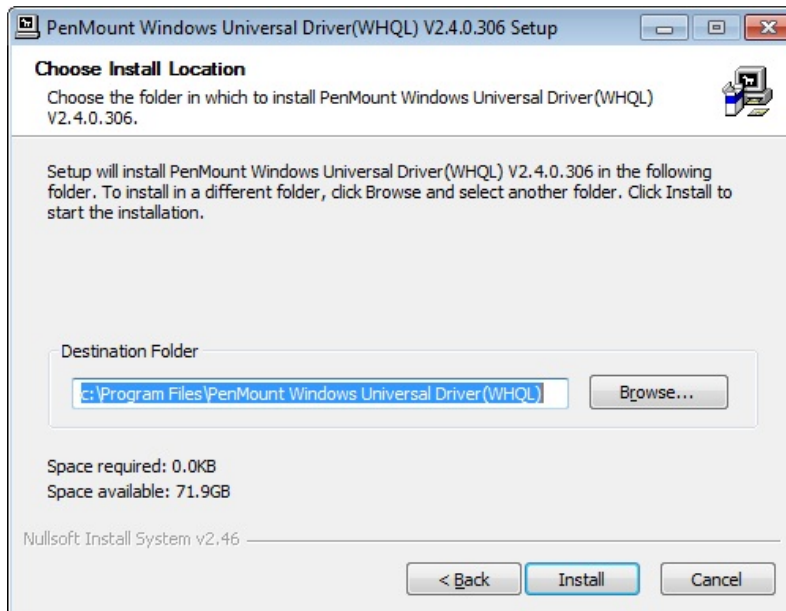 PenMount Windows Universal Driver(WHQL) V2.4.0.306 Setup
Choose Install Location
Choose the folder in which to install PenMount Windows Universal Driver(WHQL)
V2.4.0.306.
Setup will install PenMount Windows Universal Driver(WHQL) V2.4.0.306 in the following
folder. To install in a different folder, click Browse and select another folder. Click Install to
start the installation.
Destination Folder
c:\Program Files\PenMount Windows Universal Driver(WHQL)
Browse...
Space required: 0.0KB
Space available: 71.9GB
Nullsoft Install System v2.46
< Back
Install
Cancel